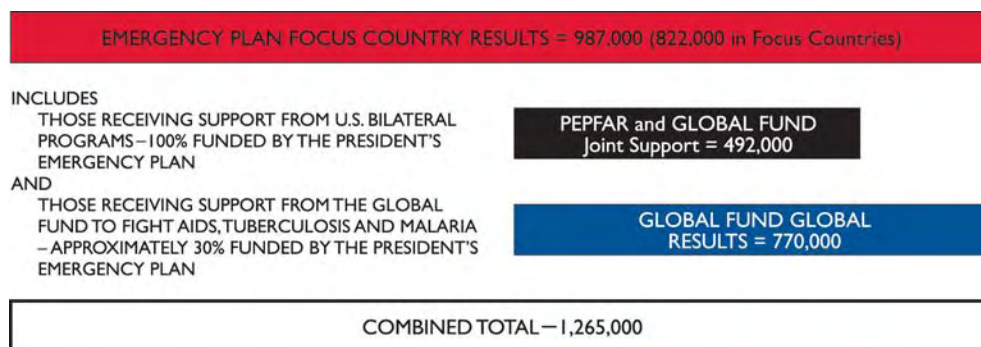 EMERGENCY PLAN FOCUS COUNTRY RESULTS = 987,000 (822,000 in Focus Countries)
INCLUDES
THOSE RECEIVING SUPPORT FROM U.S. BILATERAL
PROGRAMS–100% FUNDED BY THE PRESIDENT'S
EMERGENCY PLAN
AND
THOSE RECEIVING SUPPORT FROM THE GLOBAL
FUND TO FIGHT AIDS, TUBERCULOSIS AND MALARIA
– APPROXIMATELY 30% FUNDED BY THE PRESIDENT'S
EMERGENCY PLAN
PEPFAR and GLOBAL FUND
Joint Support = 492,000
GLOBAL FUND GLOBAL
RESULTS = 770,000
COMBINED TOTAL—1,265,000